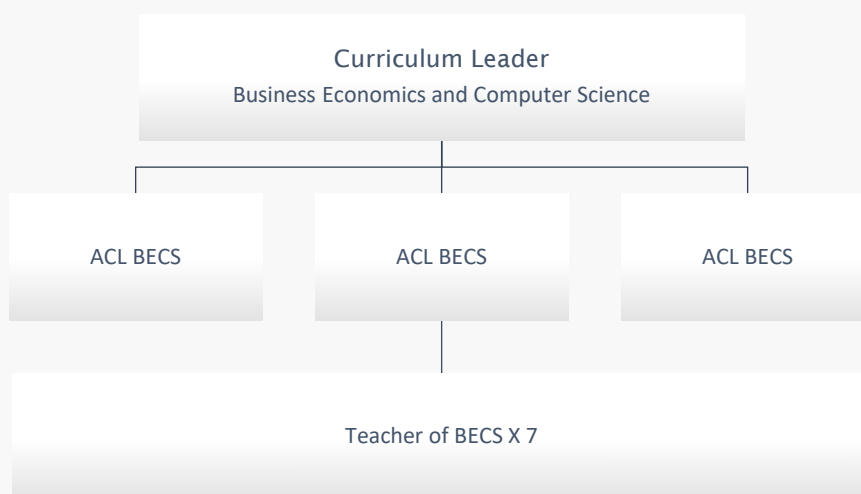 Curriculum Leader
Business Economics and Computer Science
ACL BECS
ACL BECS
ACL BECS
Teacher of BECS X 7